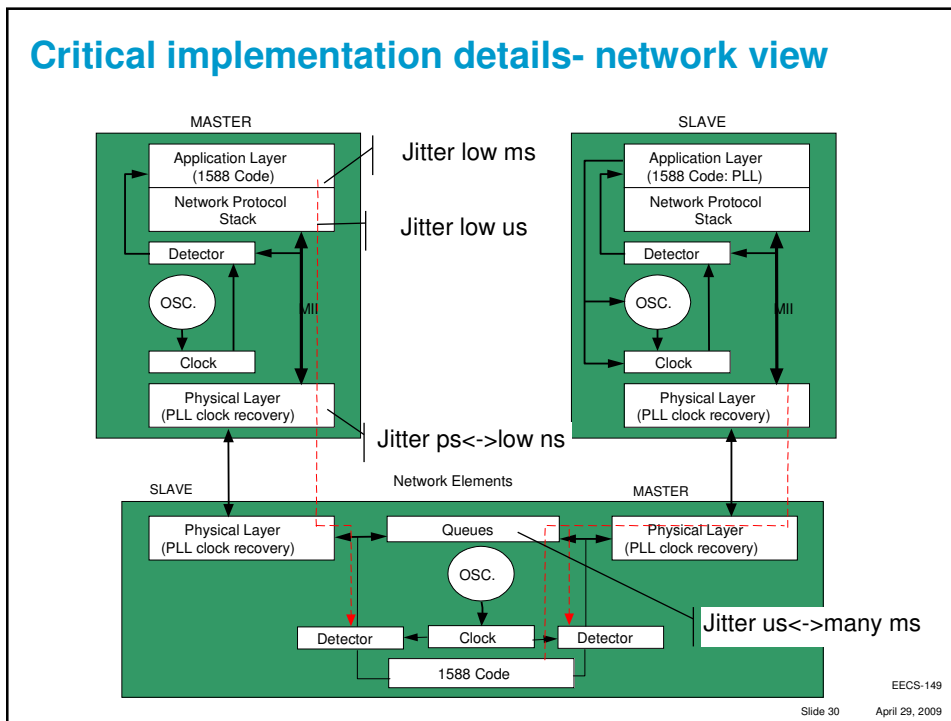 Critical implementation details- network view
MASTER
Application Layer
(1588 Code)
Network Protocol
Stack
Detector
OSC.
MII
Clock
Physical Layer
(PLL clock recovery)
Jitter low ms
Jitter low us
Jitter ps<->low ns
SLAVE
Application Layer
(1588 Code: PLL)
Network Protocol
Stack
Detector
OSC.
MII
Clock
Physical Layer
(PLL clock recovery)
Network Elements
SLAVE
MASTER
Physical Layer
(PLL clock recovery)
Queues
Physical Layer
(PLL clock recovery)
OSC.
Jitter us<->many ms
Detector
Clock
Detector
1588 Code
EECS-149
Slide 30 April 29, 2009